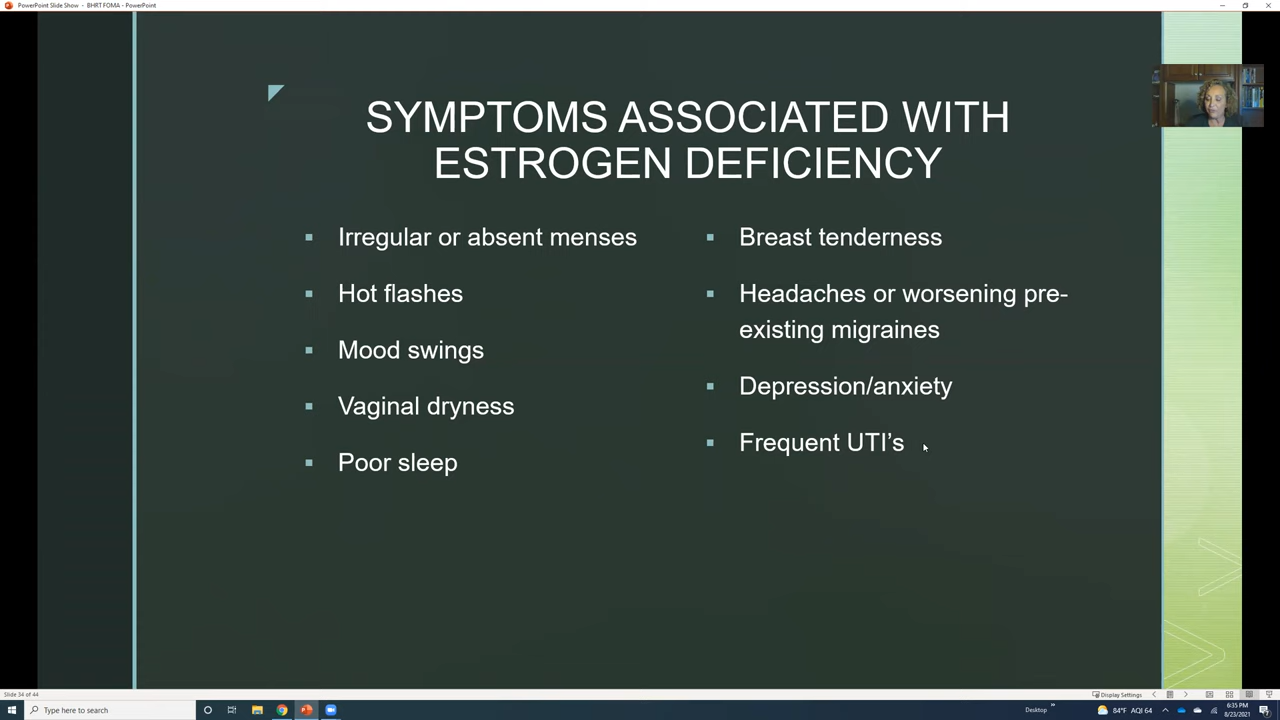 PowerPoint Slide Show - BHRT FOMA - PowerPoint
SYMPTOMS ASSOCIATED WITH
ESTROGEN DEFICIENCY
Irregular or absent menses
Hot flashes
Mood swings
Vaginal dryness
Poor sleep
Breast tenderness
Headaches or worsening pre-
existing migraines
Depression/anxiety
Frequent UTI’s
Slide 34 of 44
Display Settings
Type here to search
Desktop
84°F AQI 64
6:35 PM
8/23/2021